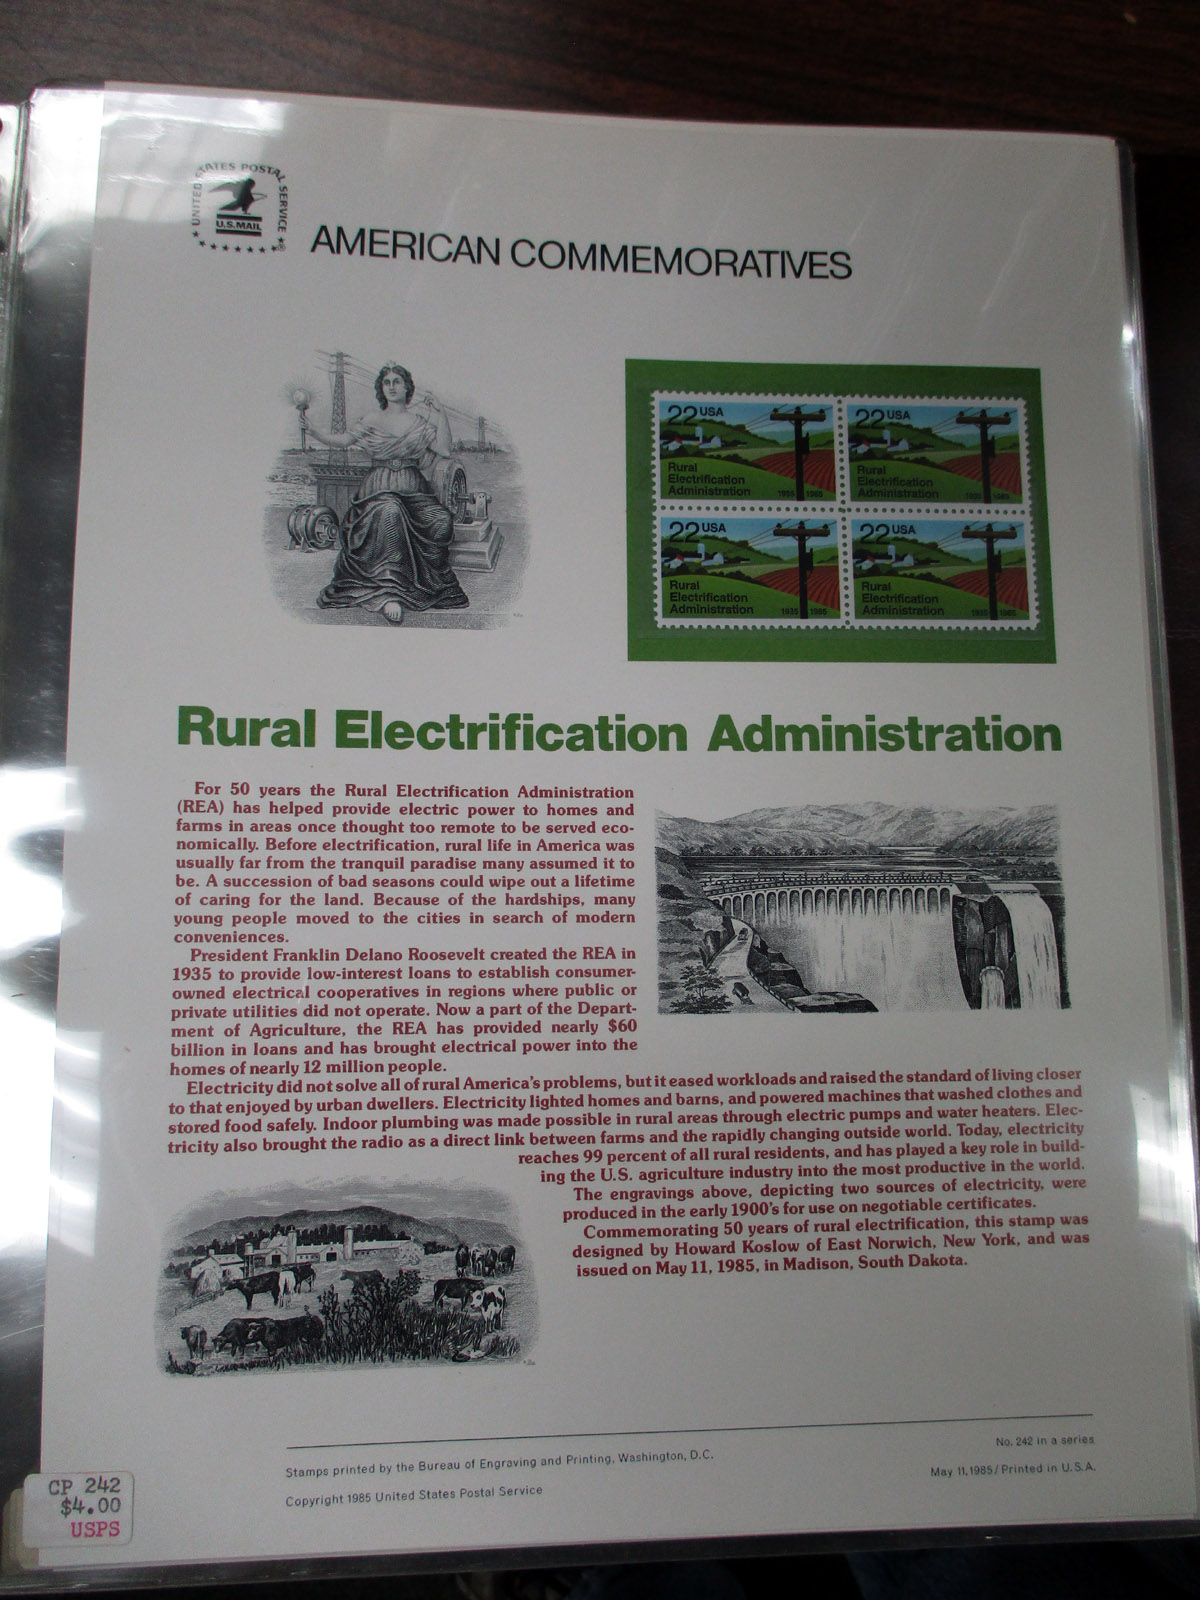 UNITED STATES POSTAL SERVICE
U.S.MAIL
AMERICAN COMMEMORATIVES
22 USA
Rural
Electrification
Administration
1935 1985
22 USA
Rural
Electrification
Administration
1935 1985
22 USA
Rural
Electrification
Administration
1935 1985
22 USA
Rural
Electrification
Administration
1935 1985
Rural Electrification Administration
For 50 years the Rural Electrification Administration
(REA) has helped provide electric power to homes and
farms in areas once thought too remote to be served eco-
nomically. Before electrification, rural life in America was
usually far from the tranquil paradise many assumed it to
be. A succession of bad seasons could wipe out a lifetime
of caring for the land. Because of the hardships, many
young people moved to the cities in search of modern
conveniences.
President Franklin Delano Roosevelt created the REA in
1935 to provide low-interest loans to establish consumer-
owned electrical cooperatives in regions where public or
private utilities did not operate. Now a part of the Depart-
ment of Agriculture, the REA has provided nearly $60
billion in loans and has brought electrical power into the
homes of nearly 12 million people.
Electricity did not solve all of rural America's problems, but it eased workloads and raised the standard of living closer
to that enjoyed by urban dwellers. Electricity lighted homes and barns, and powered machines that washed clothes and
stored food safely. Indoor plumbing was made possible in rural areas through electric pumps and water heaters. Elec-
tricity also brought the radio as a direct link between farms and the rapidly changing outside world. Today, electricity
reaches 99 percent of all rural residents, and has played a key role in build-
ing the U.S. agriculture industry into the most productive in the world.
The engravings above, depicting two sources of electricity, were
produced in the early 1900's for use on negotiable certificates.
Commemorating 50 years of rural electrification, this stamp was
designed by Howard Koslow of East Norwich, New York, and was
issued on May 11, 1985, in Madison, South Dakota.
No. 242 in a series
Stamps printed by the Bureau of Engraving and Printing, Washington, D.C.
May 11, 1985/Printed in U.S.A.
Copyright 1985 United States Postal Service
CP 242
$4.00
USPS